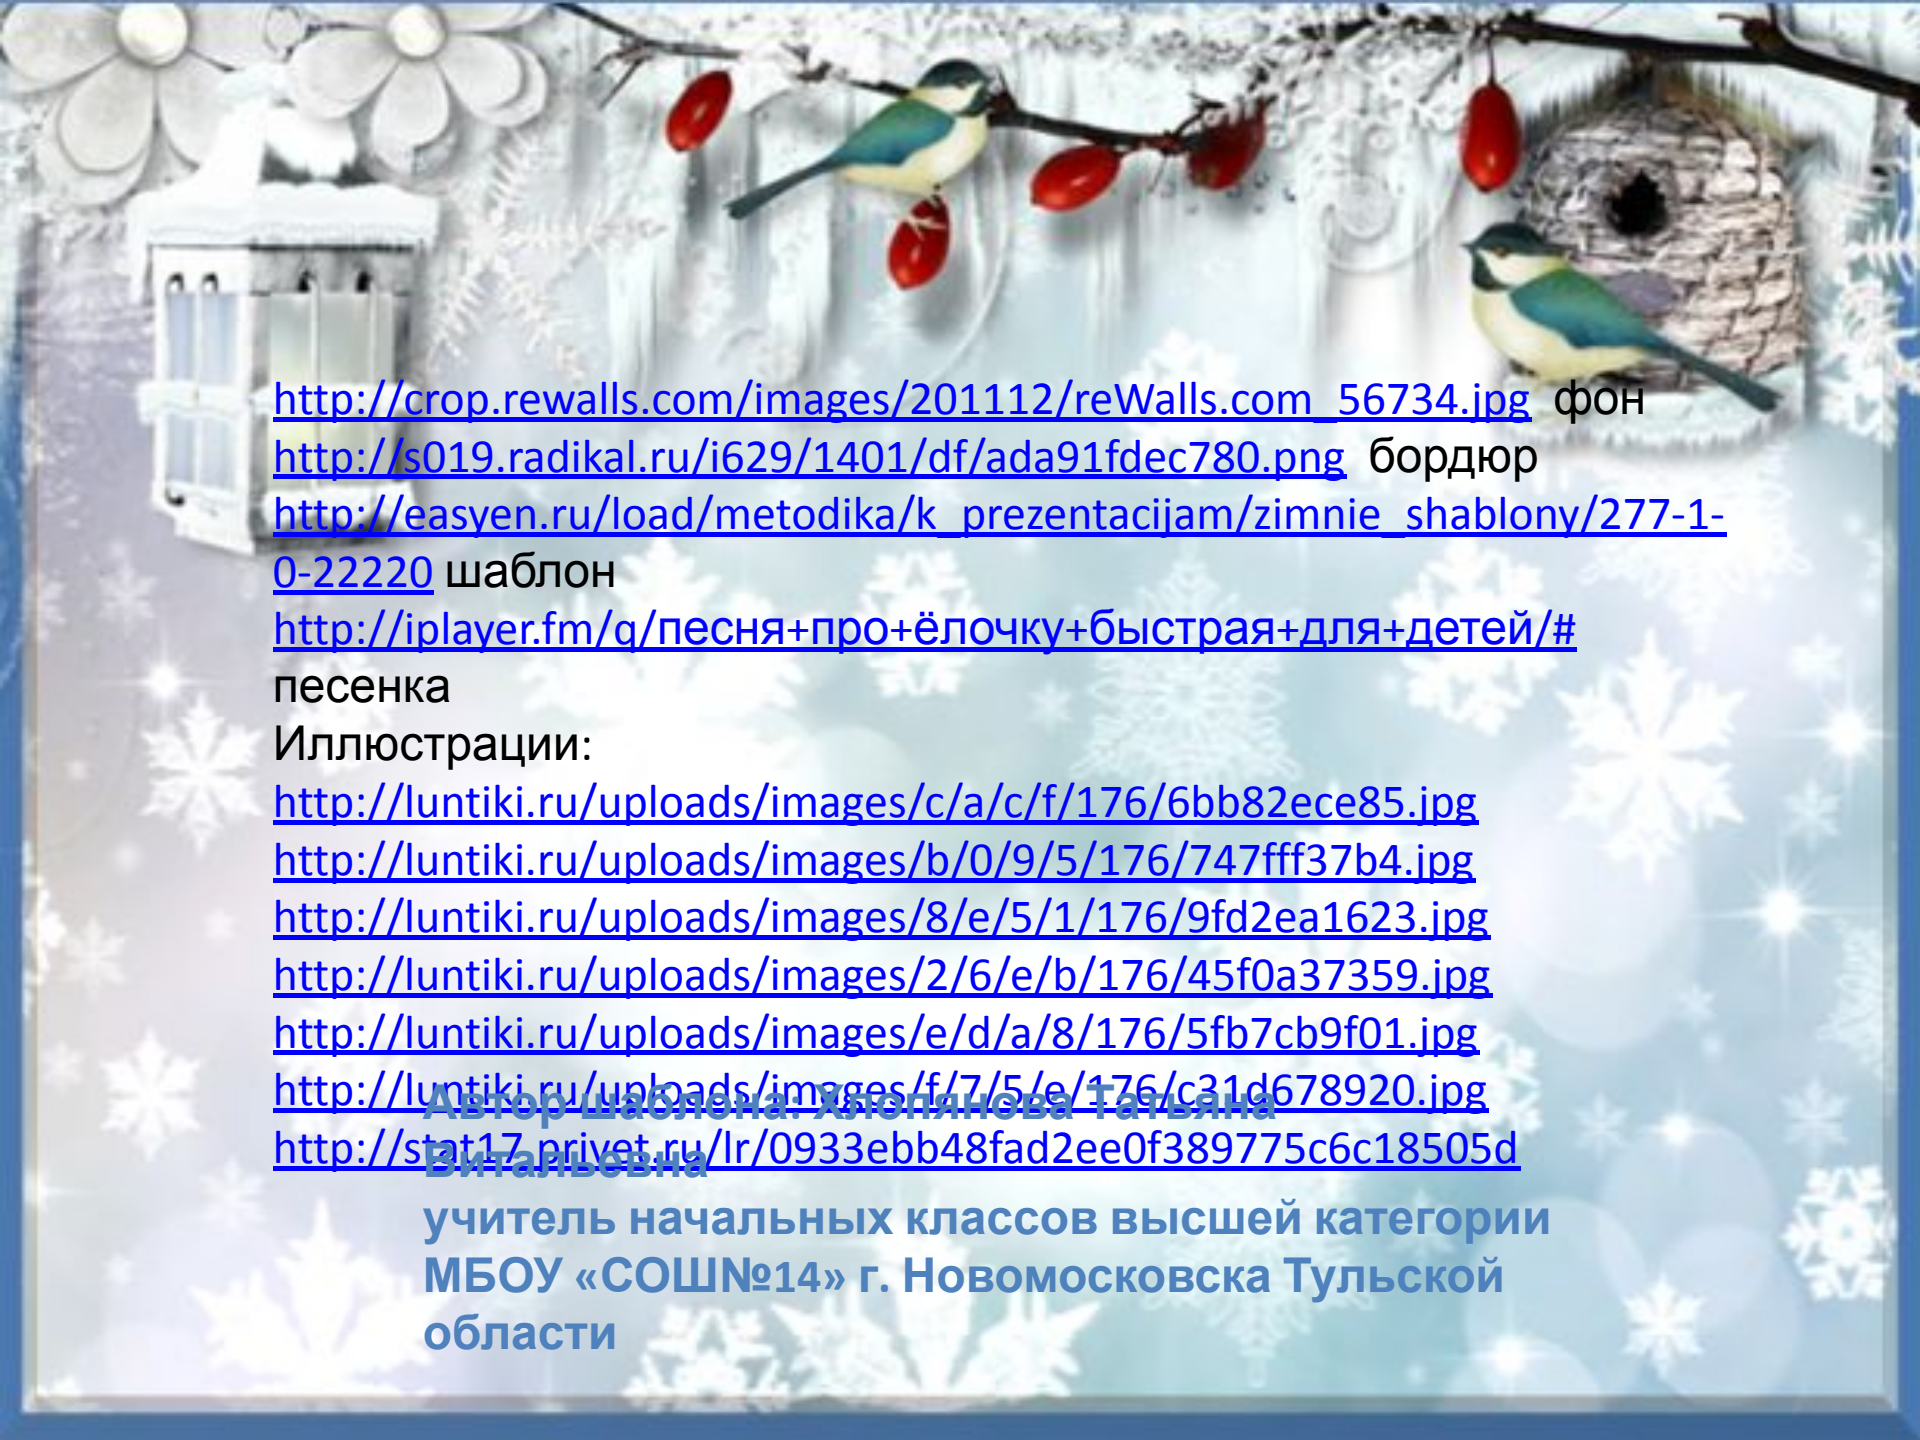 http://crop.rewalls.com/images/201112/reWalls.com_56734.jpg фон
http://s019.radikal.ru/i629/1401/df/ada91fdec780.png бордюр
http://easyen.ru/load/metodika/k_prezentacijam/zimnie_shablony/277-1-
0-22220 шаблон
http://iplayer.fm/q/песня+про+ёлочку+быстрая+для+детей/#
песенка
Иллюстрации:
http://luntiki.ru/uploads/images/c/a/c/f/176/6bb82ece85.jpg
http://luntiki.ru/uploads/images/b/0/9/5/176/747fff37b4.jpg
http://luntiki.ru/uploads/images/8/e/5/1/176/9fd2ea1623.jpg
http://luntiki.ru/uploads/images/2/6/e/b/176/45f0a37359.jpg
http://luntiki.ru/uploads/images/e/d/a/8/176/5fb7cb9f01.jpg
http://luntiki.ru/uploads/images/f/7/5/e/176/c31d678920.jpg
http://stat17.privet.ru/lr/0933ebb48fad2ee0f389775c6c18505d
Автор шаблона: Хлопянова Татьяна
Витальевна
учитель начальных классов высшей категории
МБОУ «СОШ№14» г. Новомосковска Тульской
области